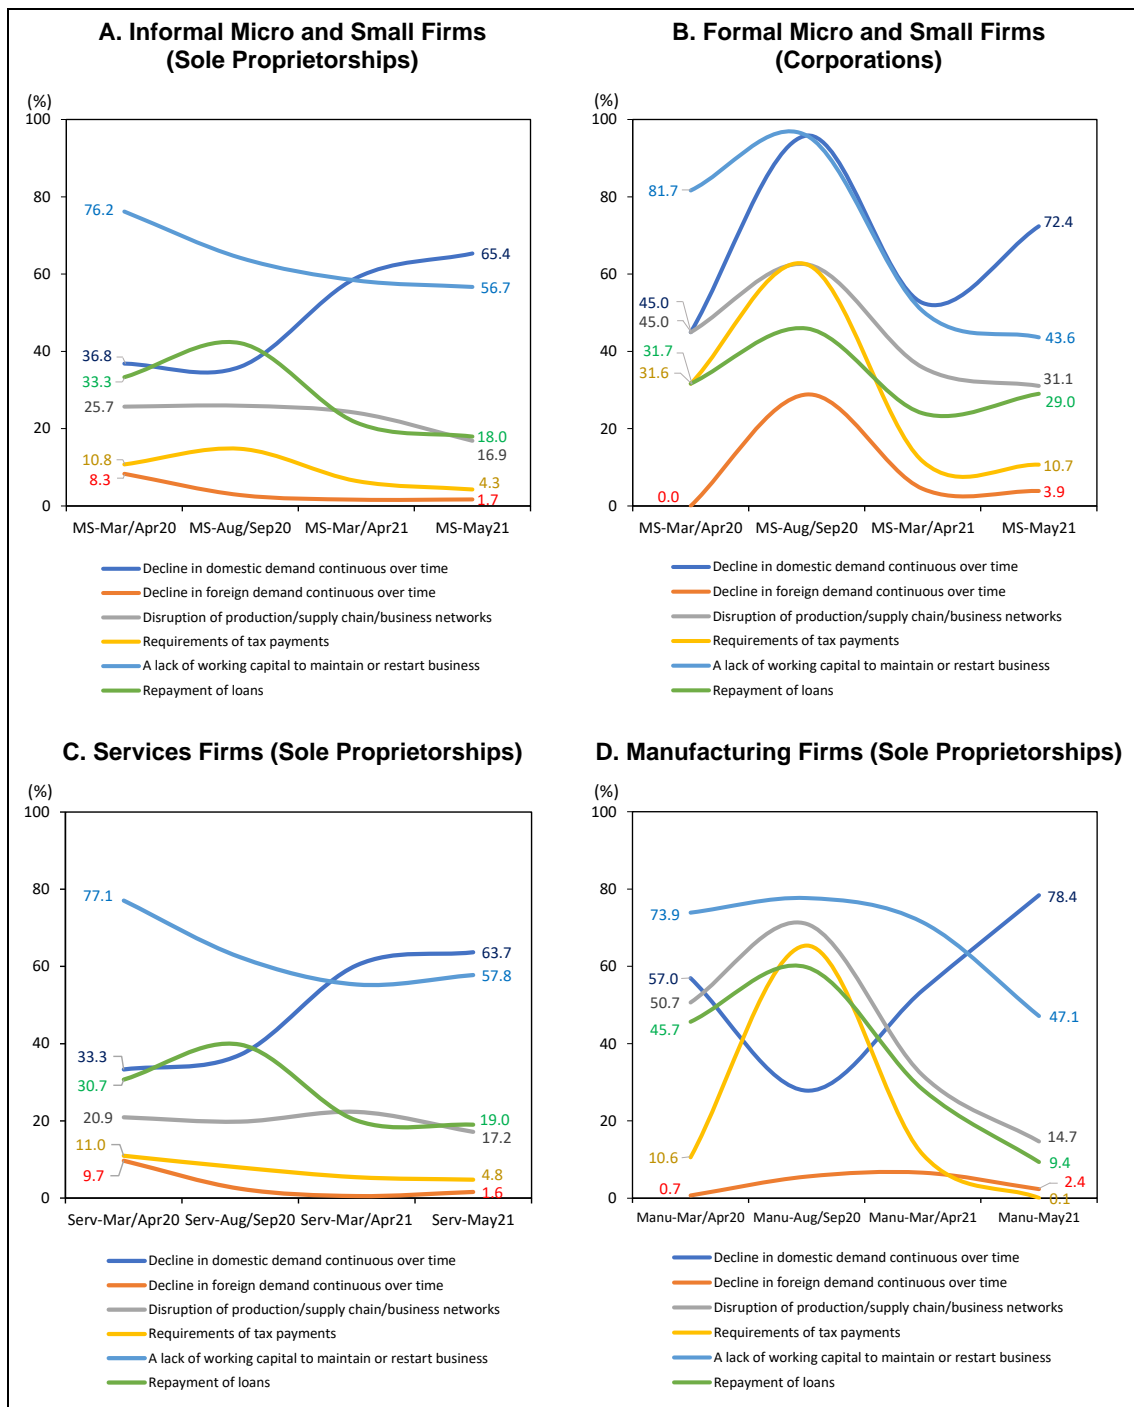 A. Informal Micro and Small Firms
(Sole Proprietorships)
(%)
100
80
60
40
20
0
76.2
36.8
33.3
25.7
10.8
8.3
65.4
56.7
18.0
16.9
4.3
1.7
MS-Mar/Apr20 MS-Aug/Sep20 MS-Mar/Apr21 MS-May21
Decline in domestic demand continuous over time
Decline in foreign demand continuous over time
Disruption of production/supply chain/business networks
Requirements of tax payments
A lack of working capital to maintain or restart business
Repayment of loans
B. Formal Micro and Small Firms
(Corporations)
(%)
100
80
60
40
20
0
81.7
45.0
45.0
31.7
31.6
0.0
72.4
43.6
31.1
29.0
10.7
3.9
MS-Mar/Apr20 MS-Aug/Sep20 MS-Mar/Apr21 MS-May21
Decline in domestic demand continuous over time
Decline in foreign demand continuous over time
Disruption of production/supply chain/business networks
Requirements of tax payments
A lack of working capital to maintain or restart business
Repayment of loans
C. Services Firms (Sole Proprietorships)
(%)
100
80
60
40
20
0
77.1
33.3
30.7
20.9
11.0
9.7
63.7
57.8
19.0
17.2
4.8
1.6
Serv-Mar/Apr20 Serv-Aug/Sep20 Serv-Mar/Apr21 Serv-May21
Decline in domestic demand continuous over time
Decline in foreign demand continuous over time
Disruption of production/supply chain/business networks
Requirements of tax payments
A lack of working capital to maintain or restart business
Repayment of loans
D. Manufacturing Firms (Sole Proprietorships)
(%)
100
80
60
40
20
0
73.9
57.0
50.7
45.7
10.6
0.7
78.4
47.1
14.7
9.4
2.4
0.1
Manu-Mar/Apr20 Manu-Aug/Sep20 Manu-Mar/Apr21 Manu-May21
Decline in domestic demand continuous over time
Decline in foreign demand continuous over time
Disruption of production/supply chain/business networks
Requirements of tax payments
A lack of working capital to maintain or restart business
Repayment of loans